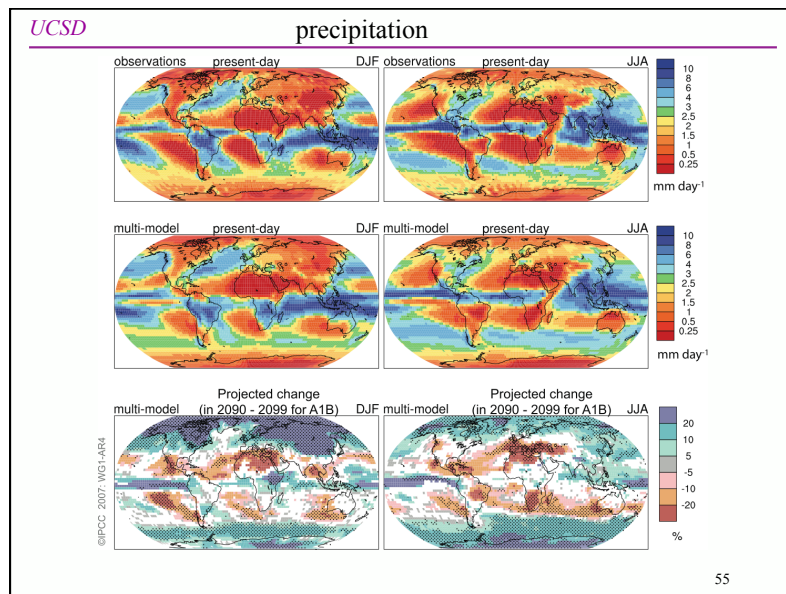 UCSD precipitation
observations present-day DJF
observations present-day JJA
10
8
6
4
3
2.5
2
1.5
1
0.5
0.25
mm day-1
multi-model present-day DJF
multi-model present-day JJA
10
8
6
4
3
2.5
2
1.5
1
0.5
0.25
mm day-1
Projected change
multi-model (in 2090 - 2099 for A1B) DJF
Projected change
multi-model (in 2090 - 2099 for A1B) JJA
20
10
5
-5
-10
-20
%
©IPCC 2007: WG1-AR4
55